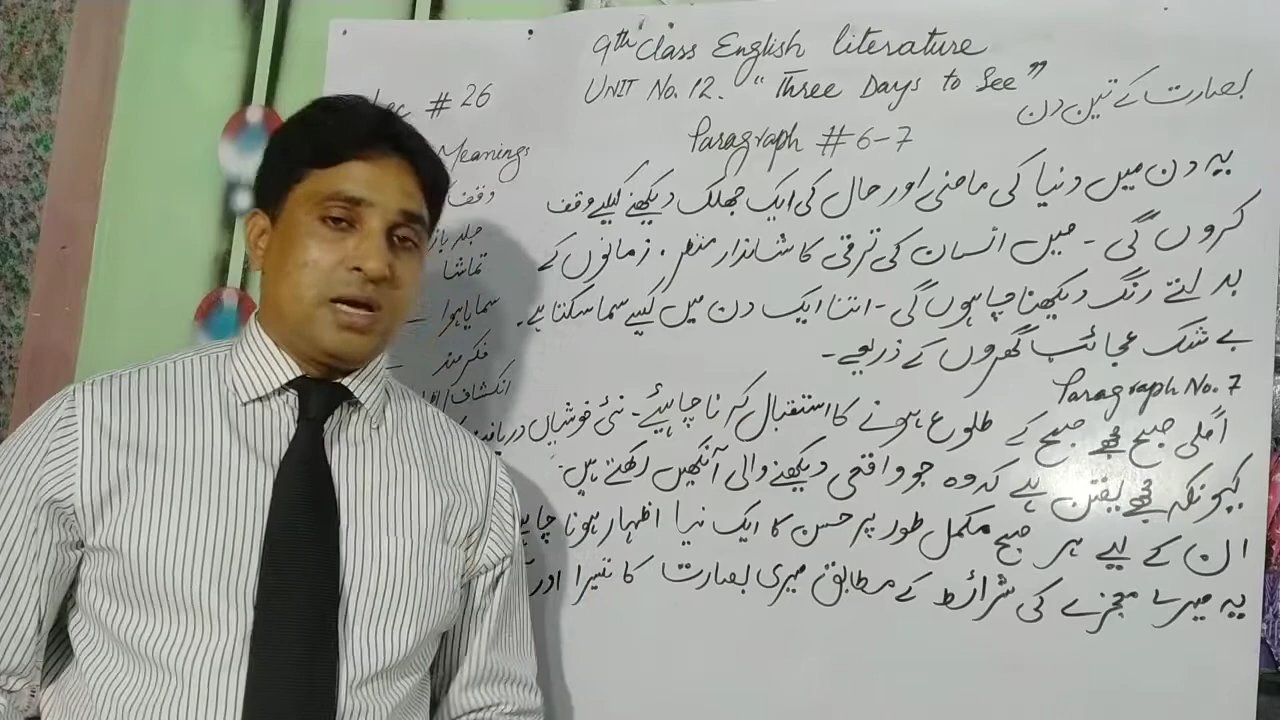 9th Class English literature
UNIT No. 12. "Three Days to See"
بصارت کے تین دن
Paragraph # 6-7
# 26
Meanings
وقف
تماشا
سمایا ہوا
فکر مند
انکشاف
یہ دن میں دنیا کی ماضی اور حال کی ایک جھلک دیکھنے کیلیے وقف
کروں گی - میں انسان کی ترقی کا شاندار منظر . زمانوں کے
بدلتے رنگ دیکھنا چاہوں گی - اتنا ایک دن میں کیسے سما سکتا ہے -
بے شک عجائب گھروں کے ذریعے -
Paragraph No. 7
اگلی صبح مجھے صبح کے طلوع ہونے کا استقبال کرنا چاہیئے - نئی خوشیاں دریافت
کیونکہ مجھے یقین ہے کہ وہ جو واقعی دیکھنے والی آنکھیں رکھتے ہیں
ان کے لیے ہر صبح مکمل طور پر حسن کا ایک نیا اظہار ہونا
یہ میرے معجزے کی شرائط کے مطابق میری بصارت کا تیسرا اور